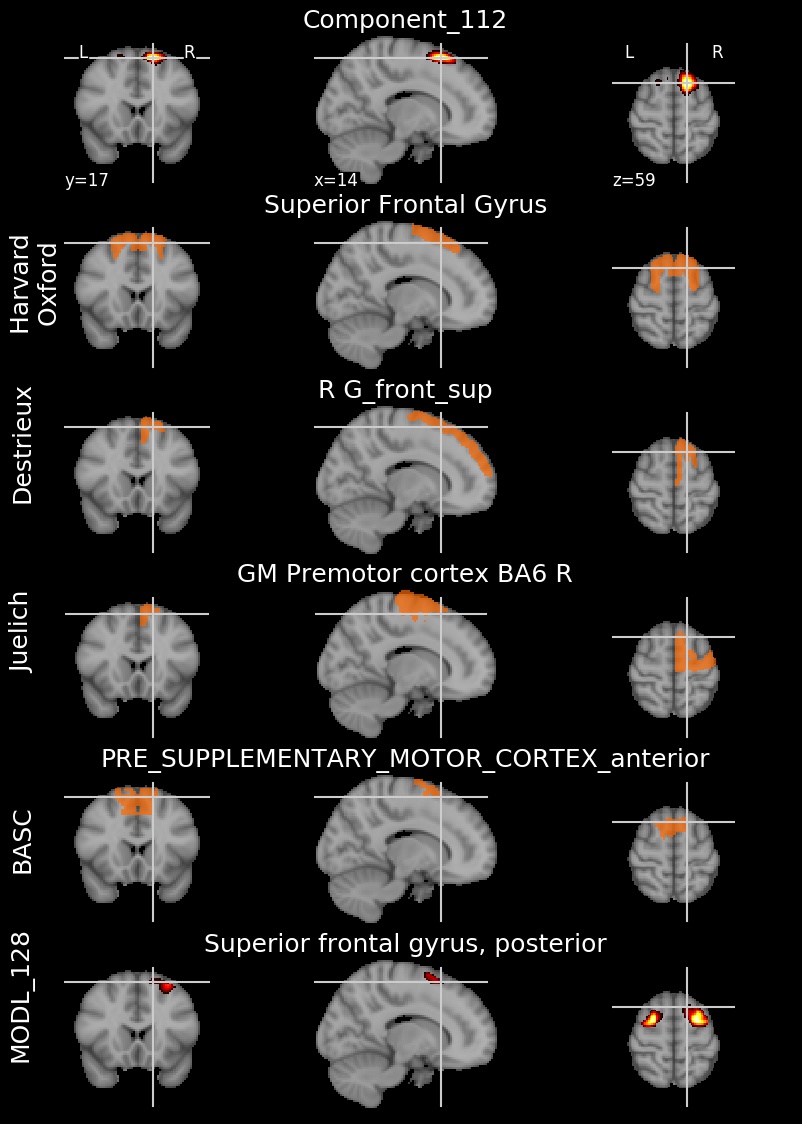 Component_112
L R
L R
y=17
x=14
z=59
Superior Frontal Gyrus
Harvard
Oxford
R G_front_sup
Destrieux
GM Premotor cortex BA6 R
Juelich
PRE_SUPPLEMENTARY_MOTOR_CORTEX_anterior
BASC
Superior frontal gyrus, posterior
MODL_128